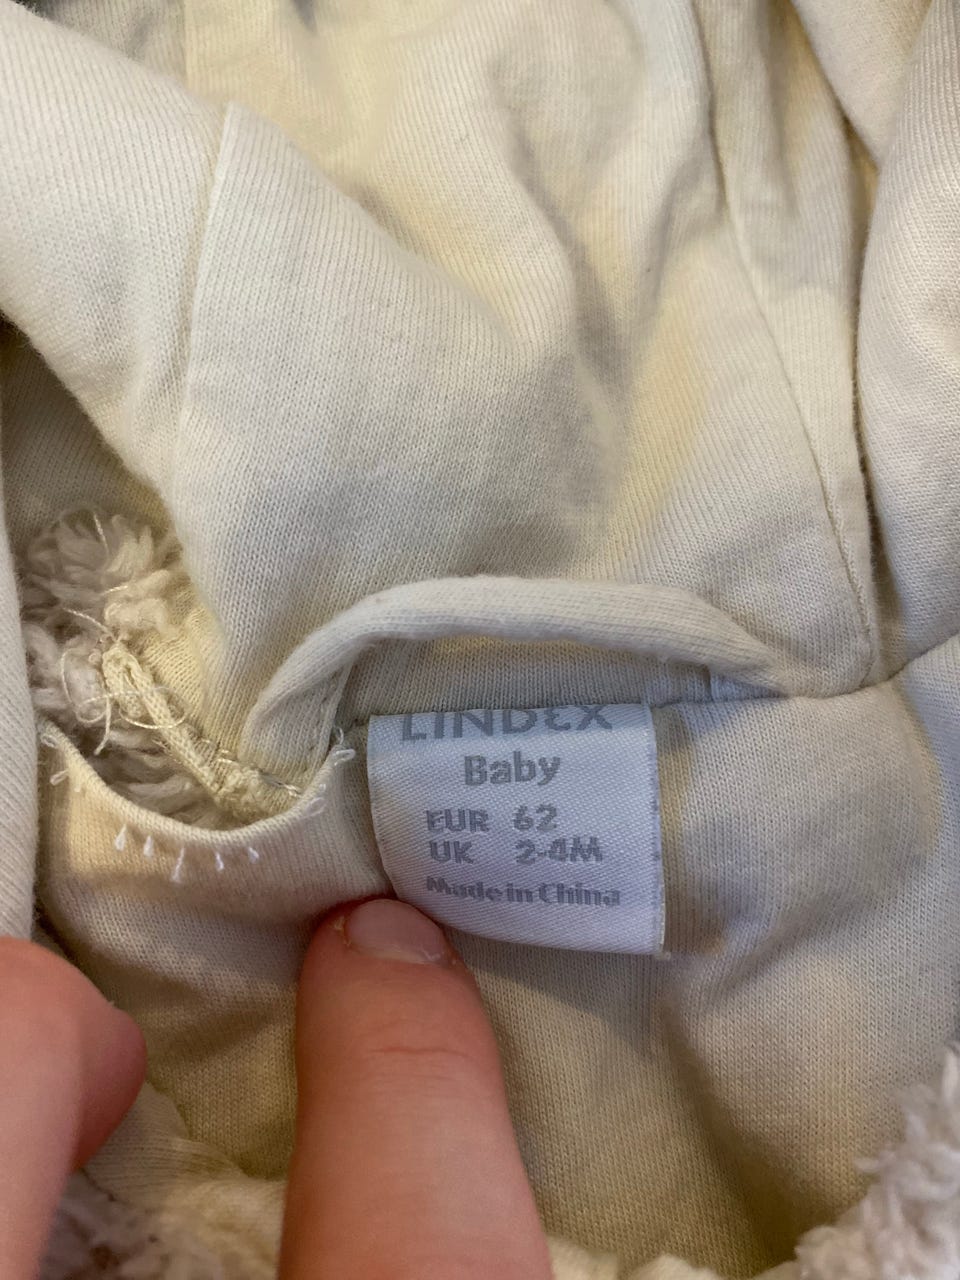 LINDEX
Baby
EUR 62
UK 2-4M
Made in China